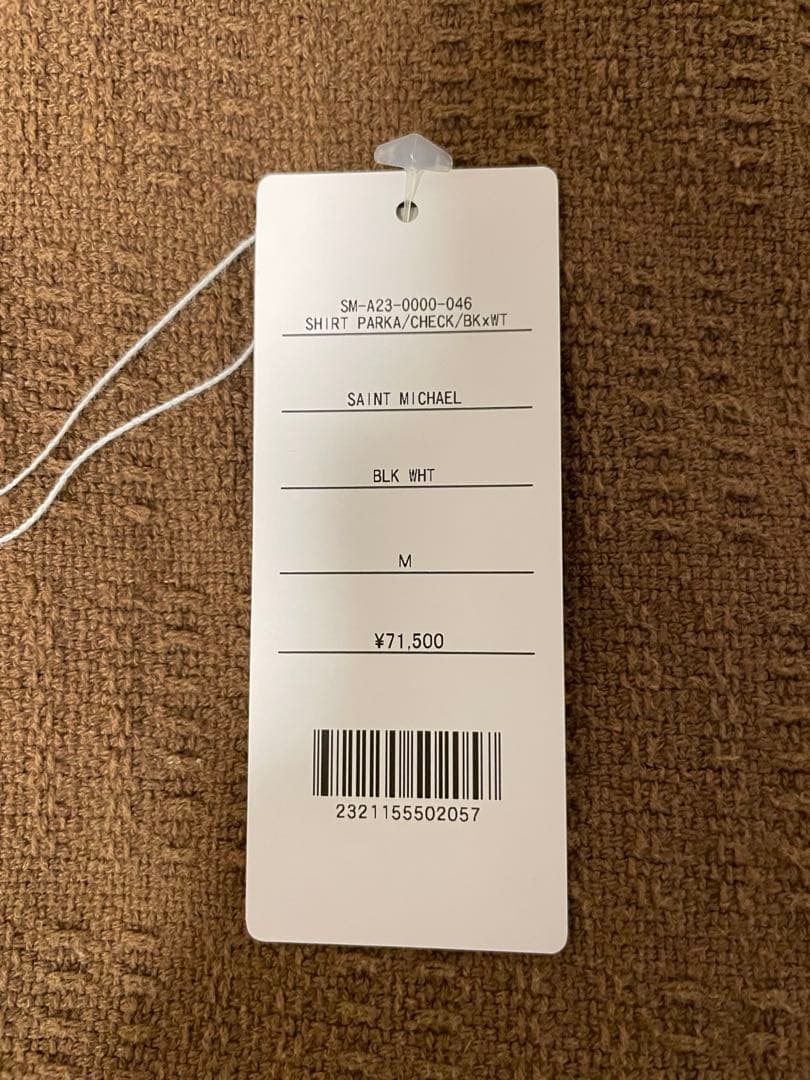 SM-A23-0000-046
SHIRT PARKA/CHECK/BKxWT
SAINT MICHAEL
BLK WHT
M
¥71,500
2321155502057